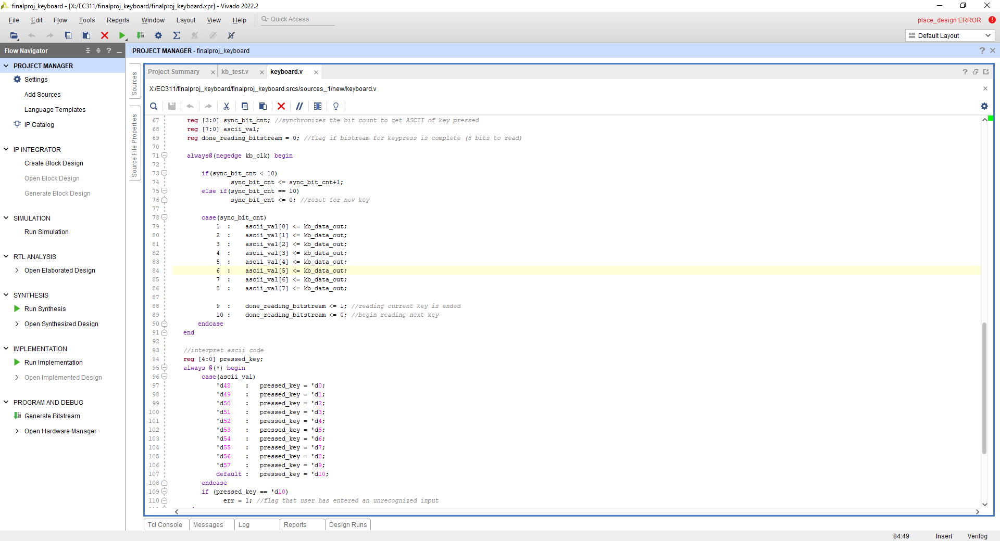 finalproj_keyboard - [X:/EC311/finalproj_keyboard/finalproj_keyboard.xpr] - Vivado 2022.2
File Edit Flow Tools Reports Window Layout View Help Quick Access
place_design ERROR
Default Layout
Flow Navigator
PROJECT MANAGER - finalproj_keyboard
PROJECT MANAGER
Settings
Add Sources
Language Templates
IP Catalog
IP INTEGRATOR
Create Block Design
Open Block Design
Generate Block Design
SIMULATION
Run Simulation
RTL ANALYSIS
Open Elaborated Design
SYNTHESIS
Run Synthesis
Open Synthesized Design
IMPLEMENTATION
Run Implementation
Open Implemented Design
PROGRAM AND DEBUG
Generate Bitstream
Open Hardware Manager
Sources
Source File Properties
Project Summary kb_test.v keyboard.v
X:/EC311/finalproj_keyboard/finalproj_keyboard.srcs/sources_1/new/keyboard.v
67 reg [3:0] sync_bit_cnt; //synchronizes the bit count to get ASCII of key pressed
68 reg [7:0] ascii_val;
69 reg done_reading_bitstream = 0; //flag if bistream for keypress is complete (8 bits to read)
70
71 always@(negedge kb_clk) begin
72
73 if(sync_bit_cnt < 10)
74 sync_bit_cnt <= sync_bit_cnt+1;
75 else if(sync_bit_cnt == 10)
76 sync_bit_cnt <= 0; //reset for new key
77
78 case(sync_bit_cnt)
79 1 : ascii_val[0] <= kb_data_out;
80 2 : ascii_val[1] <= kb_data_out;
81 3 : ascii_val[2] <= kb_data_out;
82 4 : ascii_val[3] <= kb_data_out;
83 5 : ascii_val[4] <= kb_data_out;
84 6 : ascii_val[5] <= kb_data_out;
85 7 : ascii_val[6] <= kb_data_out;
86 8 : ascii_val[7] <= kb_data_out;
87
88 9 : done_reading_bitstream <= 1; //reading current key is ended
89 10 : done_reading_bitstream <= 0; //begin reading next key
90 endcase
91 end
92
93 //interpret ascii code
94 reg [4:0] pressed_key;
95 always @(*) begin
96 case(ascii_val)
97 'd48 : pressed_key = 'd0;
98 'd49 : pressed_key = 'd1;
99 'd50 : pressed_key = 'd2;
100 'd51 : pressed_key = 'd3;
101 'd52 : pressed_key = 'd4;
102 'd53 : pressed_key = 'd5;
103 'd54 : pressed_key = 'd6;
104 'd55 : pressed_key = 'd7;
105 'd56 : pressed_key = 'd8;
106 'd57 : pressed_key = 'd9;
107 default : pressed_key = 'd10;
108 endcase
109 if (pressed_key == 'd10)
110 err = 1; //flag that user has entered an unrecognized input
Tcl Console Messages Log Reports Design Runs
84:49 Insert Verilog